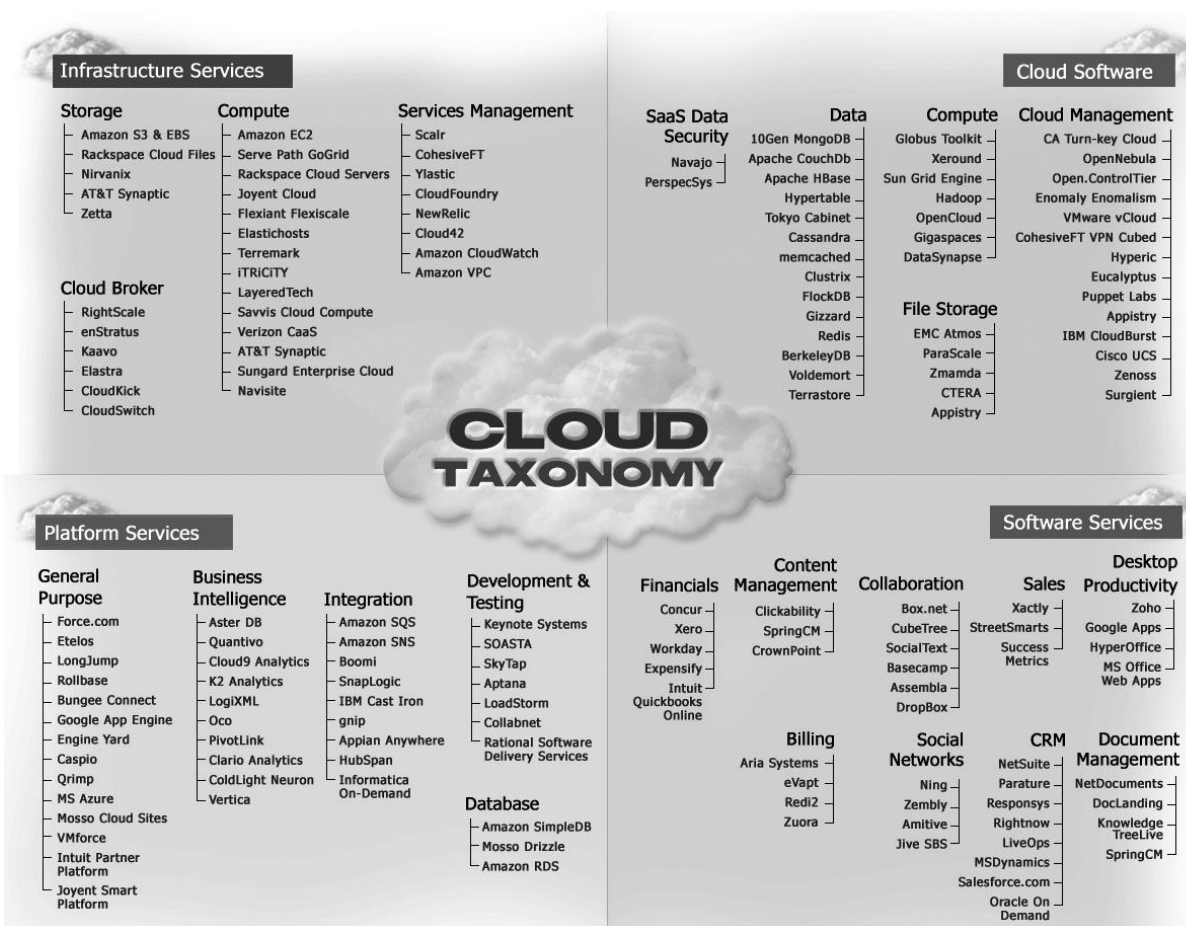 Infrastructure Services
Storage
Amazon S3 & EBS
Rackspace Cloud Files
Nirvanix
AT&T Synaptic
Zetta
Cloud Broker
RightScale
enStratus
Kaavo
Elastra
CloudKick
CloudSwitch
Compute
Amazon EC2
Serve Path GoGrid
Rackspace Cloud Servers
Joyent Cloud
Flexiant Flexiscale
Elastichosts
Terremark
iTRiCiTY
LayeredTech
Savvis Cloud Compute
Verizon CaaS
AT&T Synaptic
Sungard Enterprise Cloud
Navisite
Services Management
Scalr
CohesiveFT
Ylastic
CloudFoundry
NewRelic
Cloud42
Amazon CloudWatch
Amazon VPC
Cloud Software
SaaS Data
Security
Navajo
PerspecSys
Data
10Gen MongoDB
Apache CouchDb
Apache HBase
Hypertable
Tokyo Cabinet
Cassandra
memcached
Clustrix
FlockDB
Gizzard
Redis
BerkeleyDB
Voldemort
Terrastore
Compute
Globus Toolkit
Xeround
Sun Grid Engine
Hadoop
OpenCloud
Gigaspaces
DataSynapse
File Storage
EMC Atmos
ParaScale
Zmamda
CTERA
Appistry
Cloud Management
CA Turn-key Cloud
OpenNebula
Open.ControlTier
Enomaly Enomalism
VMware vCloud
CohesiveFT VPN Cubed
Hyperic
Eucalyptus
Puppet Labs
Appistry
IBM CloudBurst
Cisco UCS
Zenoss
Surgient
CLOUD
TAXONOMY
Platform Services
General
Purpose
Force.com
Etelos
LongJump
Rollbase
Bungee Connect
Google App Engine
Engine Yard
Caspio
Qrimp
MS Azure
Mosso Cloud Sites
VMforce
Intuit Partner
Platform
Joyent Smart
Platform
Business
Intelligence
Aster DB
Quantivo
Cloud9 Analytics
K2 Analytics
LogiXML
Oco
PivotLink
Clario Analytics
ColdLight Neuron
Vertica
Integration
Amazon SQS
Amazon SNS
Boomi
SnapLogic
IBM Cast Iron
gnip
Appian Anywhere
HubSpan
Informatica
On-Demand
Development &
Testing
Keynote Systems
SOASTA
SkyTap
Aptana
LoadStorm
Collabnet
Rational Software
Delivery Services
Database
Amazon SimpleDB
Mosso Drizzle
Amazon RDS
Software Services
Financials
Concur
Xero
Workday
Expensify
Intuit
Quickbooks
Online
Content
Management
Clickability
SpringCM
CrownPoint
Collaboration
Box.net
CubeTree
SocialText
Basecamp
Assembla
DropBox
Sales
Xactly
StreetSmarts
Success
Metrics
Desktop
Productivity
Zoho
Google Apps
HyperOffice
MS Office
Web Apps
Billing
Aria Systems
eVapt
Redi2
Zuora
Social
Networks
Ning
Zembly
Amitive
Jive SBS
CRM
NetSuite
Parature
Responsys
Rightnow
LiveOps
MSDynamics
Salesforce.com
Oracle On
Demand
Document
Management
NetDocuments
DocLanding
Knowledge
TreeLive
SpringCM